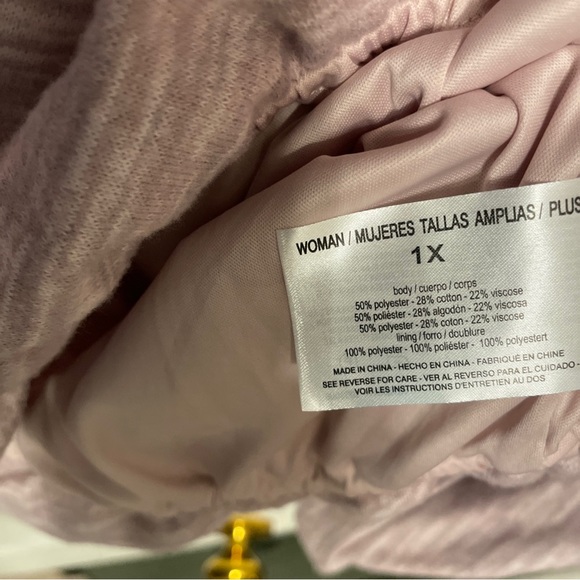 WOMAN / MUJERES TALLAS AMPLIAS / PLUS
1X
body / cuerpo / corps
50% polyester - 28% cotton - 22% viscose
50% poliéster - 28% algodón - 22% viscosa
50% polyester - 28% coton - 22% viscose
lining / forro / doublure
100% polyester - 100% poliéster - 100% polyestert
MADE IN CHINA - HECHO EN CHINA - FABRIQUÉ EN CHINE
SEE REVERSE FOR CARE - VER AL REVERSO PARA EL CUIDADO -
VOIR LES INSTRUCTIONS D'ENTRETIEN AU DOS